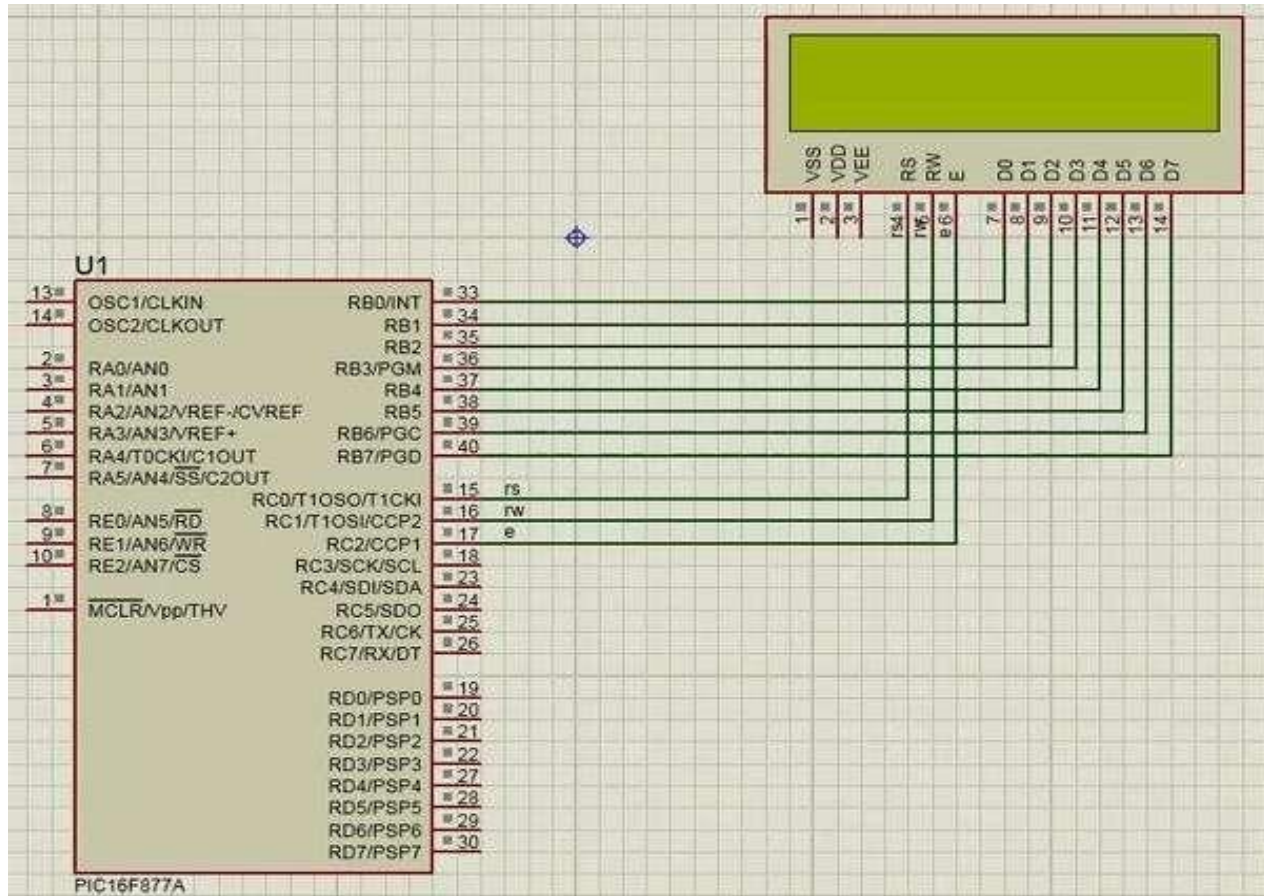 VSS
VDD
VEE
RS
RW
E
D0
D1
D2
D3
D4
D5
D6
D7
1
2
3
rs4
e6
7
8
9
10
11
12
13
14
U1
13 OSC1/CLKIN
14 OSC2/CLKOUT
2 RA0/AN0
3 RA1/AN1
4 RA2/AN2/VREF-/CVREF
5 RA3/AN3/VREF+
6 RA4/T0CKI/C1OUT
7 RA5/AN4/SS/C2OUT
8 RE0/AN5/RD
9 RE1/AN6/WR
10 RE2/AN7/CS
1 MCLR/Vpp/THV
RB0/INT 33
RB1 34
RB2 35
RB3/PGM 36
RB4 37
RB5 38
RB6/PGC 39
RB7/PGD 40
RC0/T1OSO/T1CKI 15 rs
RC1/T1OSI/CCP2 16 rw
RC2/CCP1 17 e
RC3/SCK/SCL 18
RC4/SDI/SDA 23
RC5/SDO 24
RC6/TX/CK 25
RC7/RX/DT 26
RD0/PSP0 19
RD1/PSP1 20
RD2/PSP2 21
RD3/PSP3 22
RD4/PSP4 27
RD5/PSP5 28
RD6/PSP6 29
RD7/PSP7 30
PIC16F877A